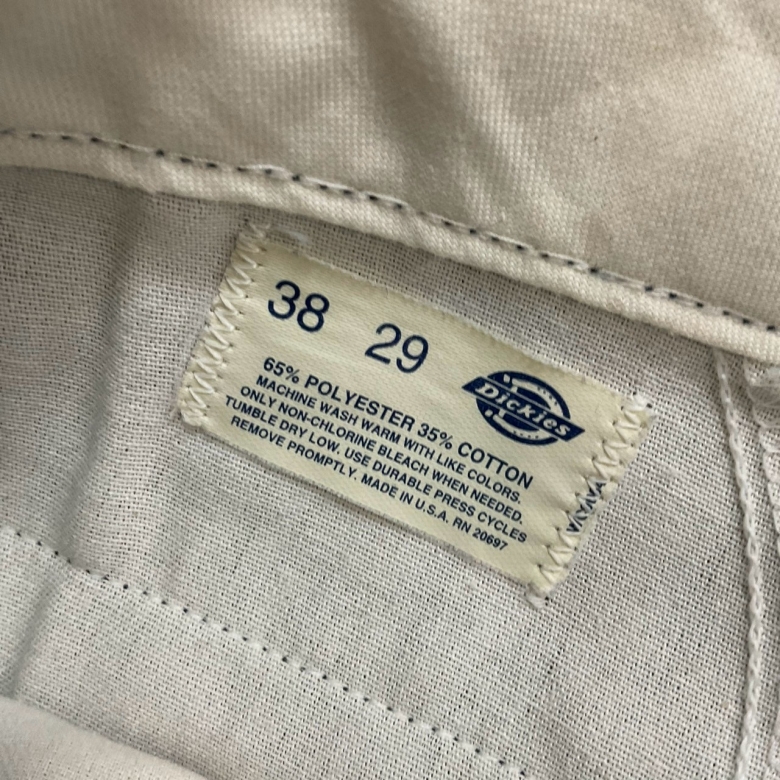 38 29
Dickies
65% POLYESTER 35% COTTON
MACHINE WASH WARM WITH LIKE COLORS.
ONLY NON-CHLORINE BLEACH WHEN NEEDED.
TUMBLE DRY LOW. USE DURABLE PRESS CYCLES
REMOVE PROMPTLY. MADE IN U.S.A. RN 20697